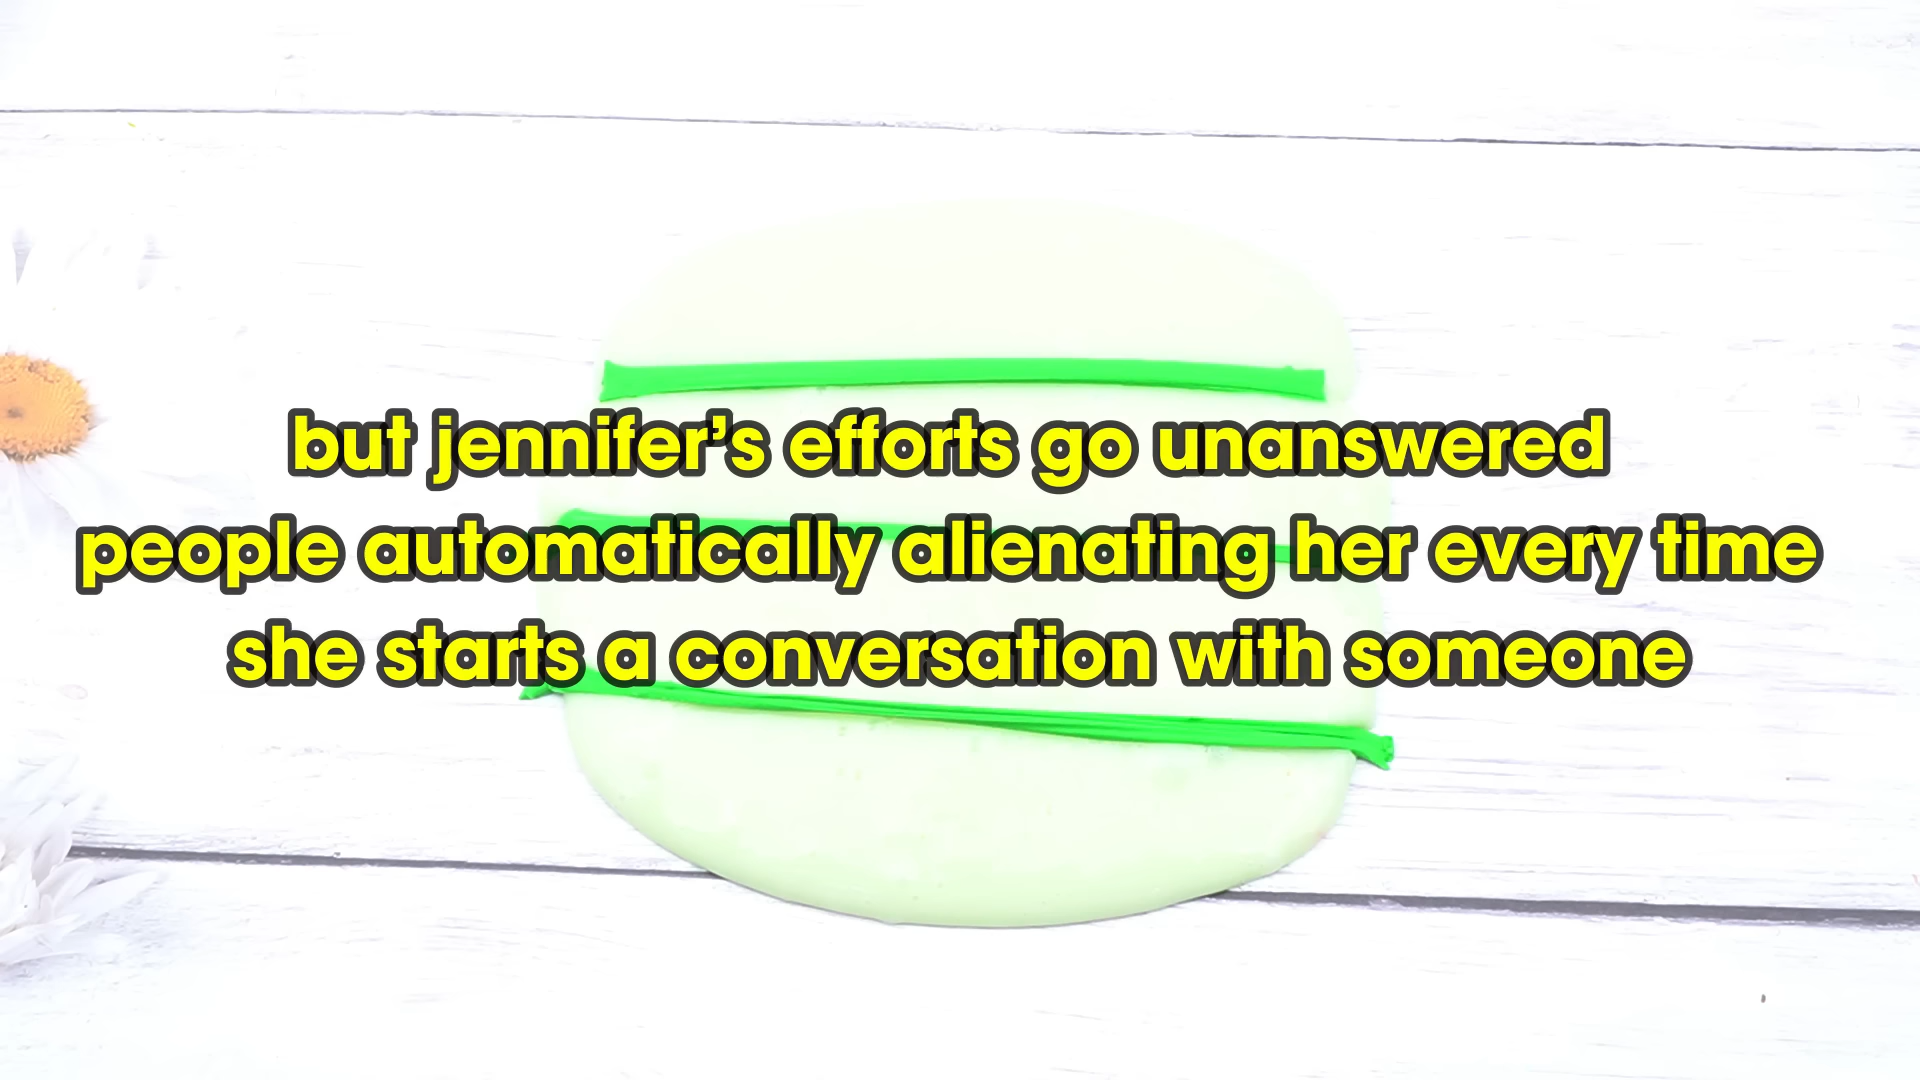 but jennifer’s efforts go unanswered
people automatically alienating her every time
she starts a conversation with someone